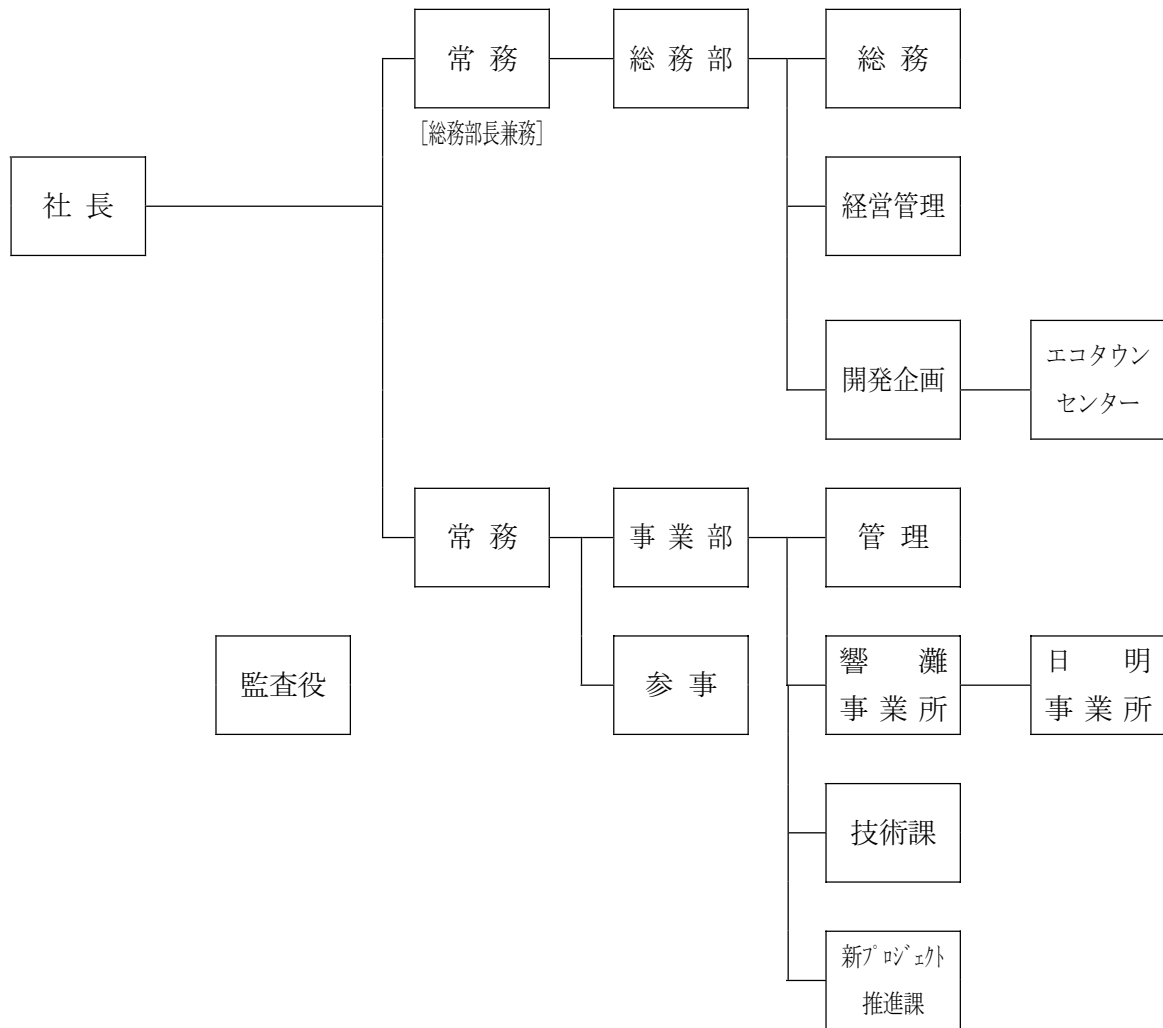 常 務
総 務 部
総 務
[総務部長兼務]
社 長
経営管理
開発企画
エコタウン
センター
常 務
事 業 部
管 理
監査役
参 事
響 灘
事 業 所
日 明
事 業 所
技術課
新プロジェクト
推進課